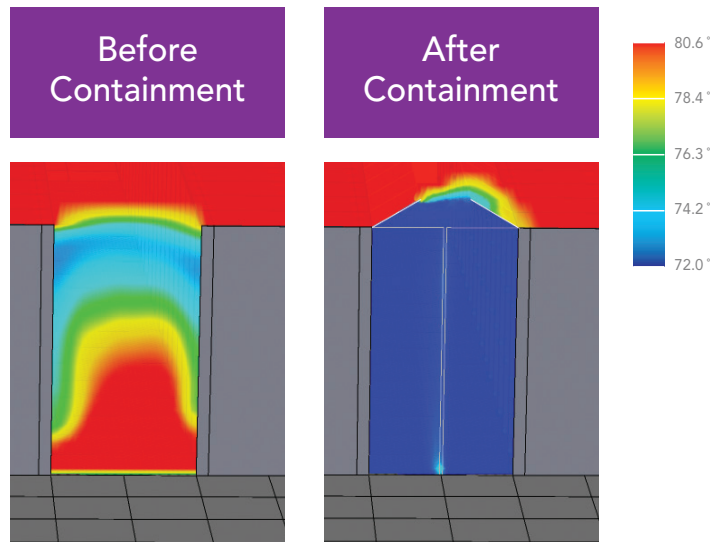 Before
Containment
After
Containment
80.6°
78.4°
76.3°
74.2°
72.0°